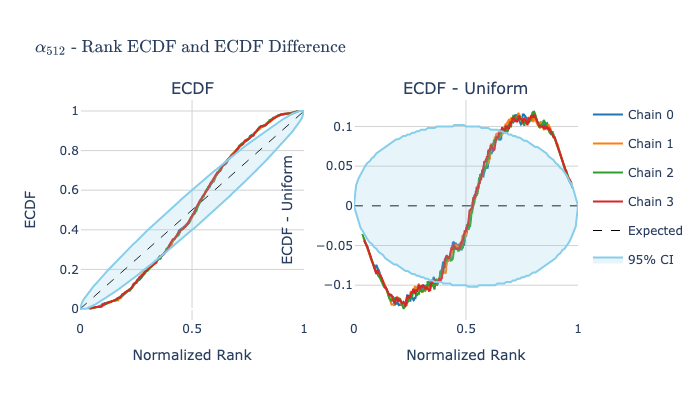 α₅₁₂ - Rank ECDF and ECDF Difference
ECDF
ECDF - Uniform
1
0.8
0.6
0.4
0.2
0
0
0.5
1
ECDF
Normalized Rank
0.1
0.05
0
−0.05
−0.1
0
0.5
1
ECDF - Uniform
Normalized Rank
Chain 0
Chain 1
Chain 2
Chain 3
Expected
95% CI